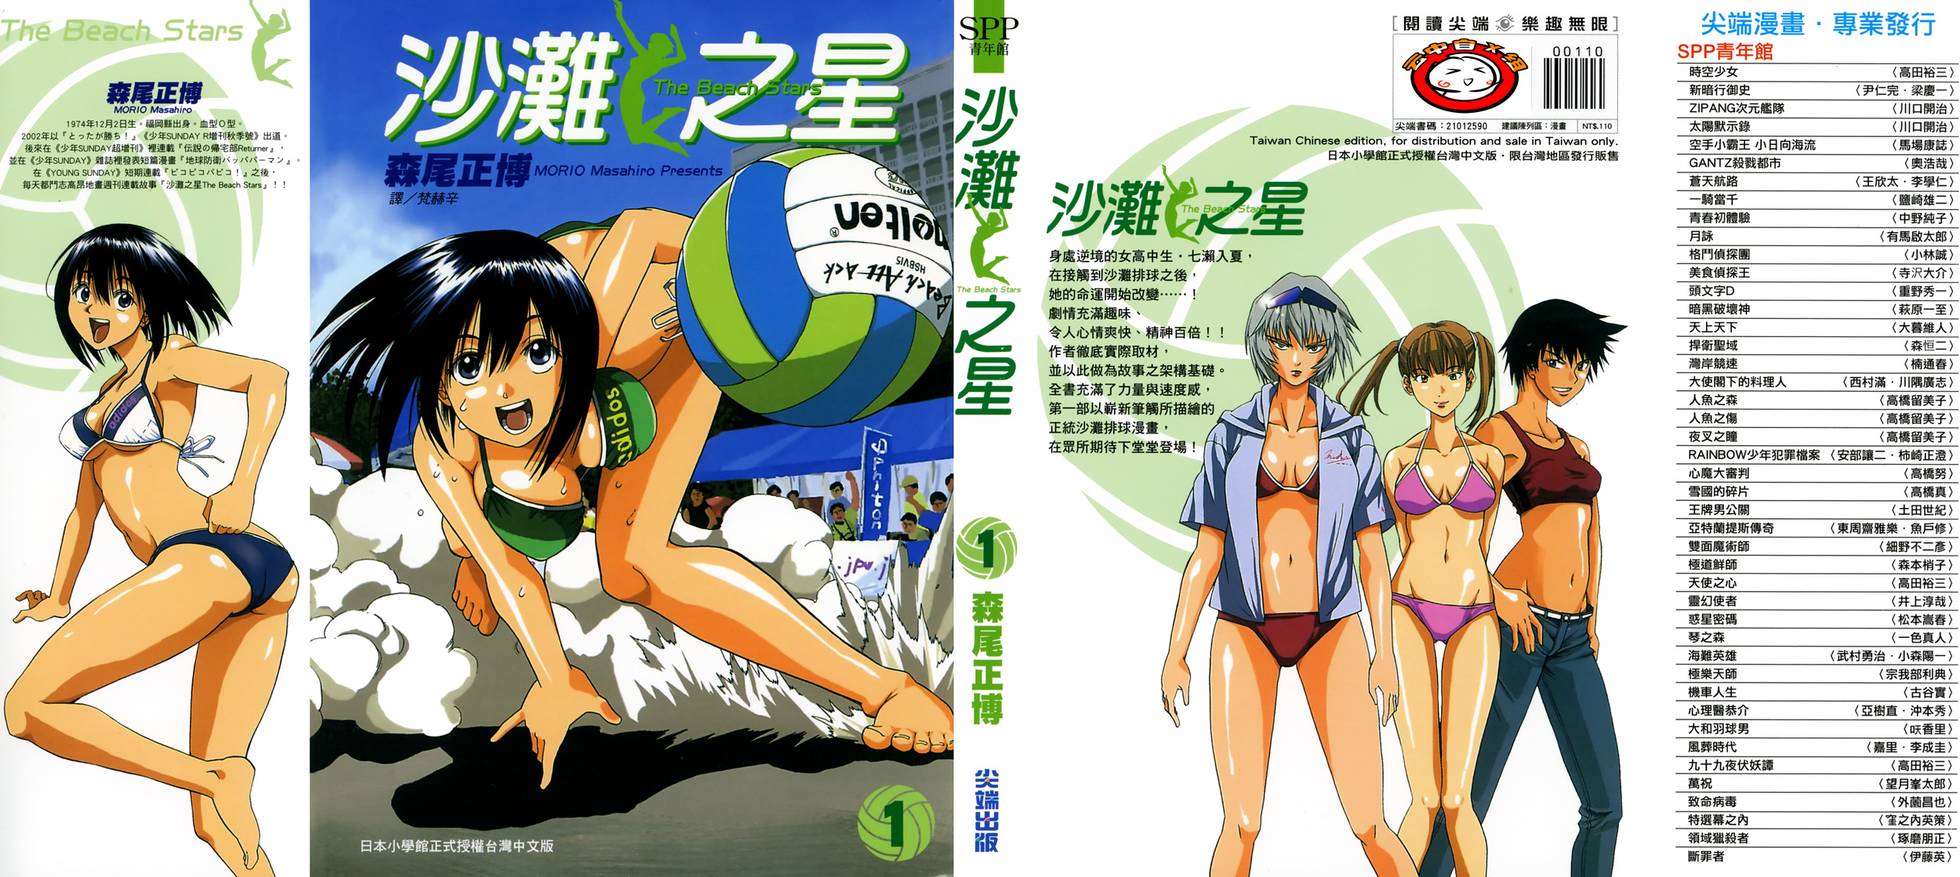 The Beach Stars
森尾正博
MORIO Masahiro
1974年12月2日生。福岡縣出身。血型O型。
2002年以『とったが勝ち!』《少年SUNDAY R增刊秋季號》出道。
後來在《少年SUNDAY超增刊》裡連載『伝說の帰宅部Returner』,
並在《少年SUNDAY》雜誌裡發表短篇漫畫『地球防衛バッパパーマン』。
在《YOUNG SUNDAY》短期連載『ピコピコパピコ!』之後,
每天都鬥志高昂地畫週刊連載故事『沙灘之星The Beach Stars』!!
adidas
沙灘之星
The Beach Stars
森尾正博 MORIO Masahiro Presents
譯／梵赫辛
molten
Beach Attack
HSBV15
adidas
.jp
1
日本小學館正式授權台灣中文版
SPP
青年館
沙灘之星
The Beach Stars
1
森尾正博
尖端出版
[閱讀尖端 樂趣無限]
00110
尖端書碼：21012590 建議陳列區：漫畫 NT$.110
Taiwan Chinese edition, for distribution and sale in Taiwan only.
日本小學館正式授權台灣中文版・限台灣地區發行販售
沙灘之星
The Beach Stars
身處逆境的女高中生・七瀨入夏,
在接觸到沙灘排球之後,
她的命運開始改變……!
劇情充滿趣味、
令人心情爽快、精神百倍!!
作者徹底實際取材,
並以此做為故事之架構基礎。
全書充滿了力量與速度感,
第一部以嶄新筆觸所描繪的
正統沙灘排球漫畫,
在眾所期待下堂堂登場!
尖端漫畫・專業發行
SPP青年館
時空少女〈高田裕三〉
新暗行御史〈尹仁完・梁慶一〉
ZIPANG次元艦隊〈川口開治〉
太陽默示錄〈川口開治〉
空手小霸王 小日向海流〈馬場康誌〉
GANTZ殺戮都市〈奧浩哉〉
蒼天航路〈王欣太・李學仁〉
一騎當千〈鹽崎雄二〉
青春初體驗〈中野純子〉
月詠〈有馬啟太郎〉
格鬥偵探團〈小林誠〉
美食偵探王〈寺沢大介〉
頭文字D〈重野秀一〉
暗黑破壞神〈萩原一至〉
天上天下〈大暮維人〉
捍衛聖域〈森恒二〉
灣岸競速〈楠通春〉
大使閣下的料理人〈西村滿・川隅廣志〉
人魚之森〈高橋留美子〉
人魚之傷〈高橋留美子〉
夜叉之瞳〈高橋留美子〉
RAINBOW少年犯罪檔案〈安部讓二・柿崎正澄〉
心魔大審判〈高橋努〉
雪國的碎片〈高橋真〉
王牌男公關〈土田世紀〉
亞特蘭提斯傳奇〈東周齋雅樂・魚戶修〉
雙面魔術師〈細野不二彥〉
極道鮮師〈森本梢子〉
天使之心〈高田裕三〉
靈幻使者〈井上淳哉〉
惑星密碼〈松本嵩春〉
琴之森〈一色真人〉
海難英雄〈武村勇治・小森陽一〉
極樂天師〈宗我部利典〉
機車人生〈古谷實〉
心理醫恭介〈亞樹直・沖本秀〉
大和羽球男〈咲香里〉
風葬時代〈嘉里・李成圭〉
九十九夜伏妖譚〈高田裕三〉
萬祝〈望月峯太郎〉
致命病毒〈外薗昌也〉
特選幕之內〈窪之內英策〉
領域獵殺者〈琢磨朋正〉
斷罪者〈伊藤英〉